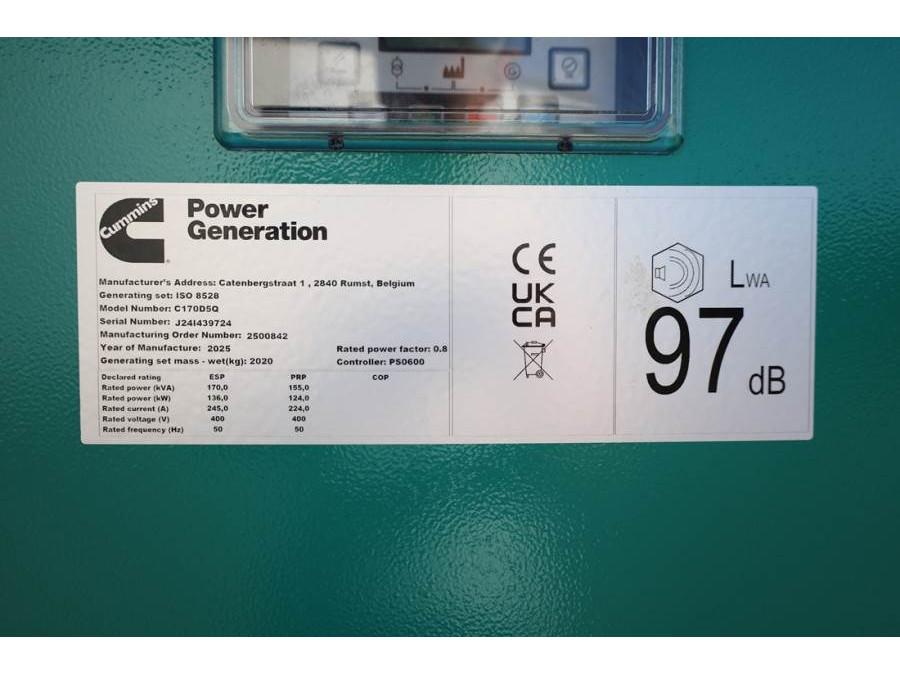 Cummins
Power
Generation
®
Manufacturer's Address: Catenbergstraat 1 , 2840 Rumst, Belgium
Generating set: ISO 8528
Model Number: C170D5Q
Serial Number: J24I439724
Manufacturing Order Number: 2500842
Year of Manufacture: 2025 Rated power factor: 0.8
Generating set mass - wet(kg): 2020 Controller: PS0600
Declared rating ESP PRP COP
Rated power (kVA) 170,0 155,0
Rated power (kW) 136,0 124,0
Rated current (A) 245,0 224,0
Rated voltage (V) 400 400
Rated frequency (Hz) 50 50
CE
UK
CA
LWA
97 dB